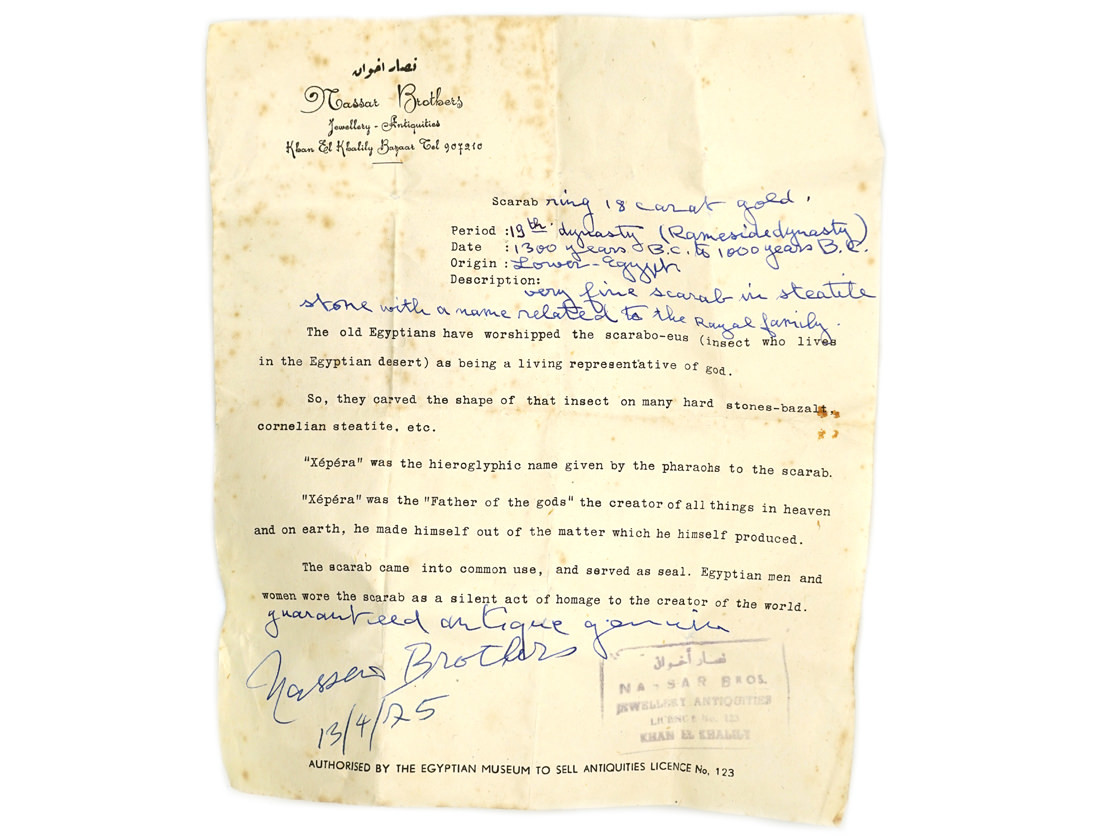 نصار اخوان
Nassar Brothers
Jewellery - Antiquities
Khan El Khalily Bazaar Tel 907210
Scarab ring 18 carat gold.
Period : 19th dynasty (Rameside dynasty)
Date : 1300 years B.C. to 1000 years B.C.
Origin : Lower-Egypt
Description:
very fine scarab in steatite
stone with a name related to the Rayal family.
The old Egyptians have worshipped the scarabo-eus (insect who lives
in the Egyptian desert) as being a living representative of god.
So, they carved the shape of that insect on many hard stones-bazalt,
cornelian steatite, etc.
"Xépéra" was the hieroglyphic name given by the pharaohs to the scarab.
"Xépéra" was the "Father of the gods" the creator of all things in heaven
and on earth, he made himself out of the matter which he himself produced.
The scarab came into common use, and served as seal. Egyptian men and
women wore the scarab as a silent act of homage to the creator of the world.
guaranteed antique genuin
Nassar Brothers
13/4/75
نصار أخوان
NASSAR BROS.
JEWELLERY ANTIQUITIES
LICENCE No. 123
KHAN EL KHALILY
AUTHORISED BY THE EGYPTIAN MUSEUM TO SELL ANTIQUITIES LICENCE No, 123